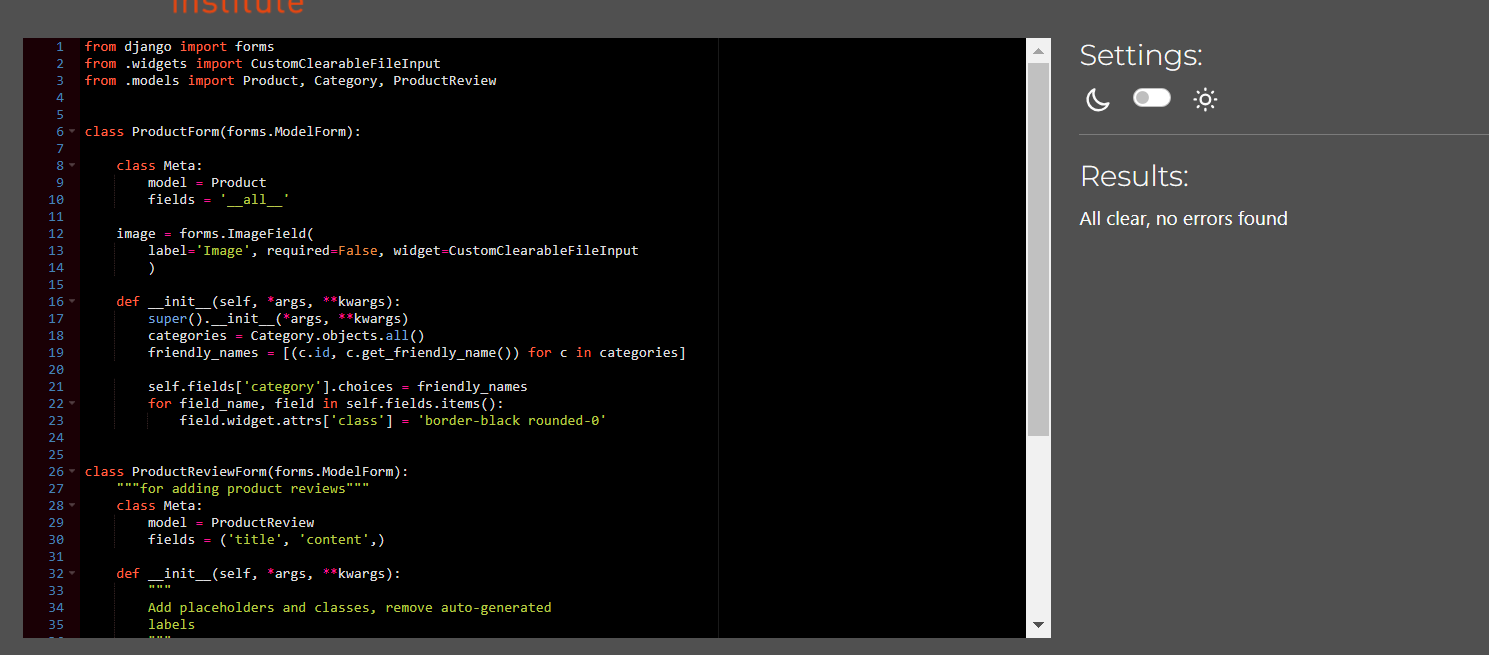 institute
1 from django import forms
2 from .widgets import CustomClearableFileInput
3 from .models import Product, Category, ProductReview
4
5
6 class ProductForm(forms.ModelForm):
7
8     class Meta:
9         model = Product
10         fields = '__all__'
11
12     image = forms.ImageField(
13         label='Image', required=False, widget=CustomClearableFileInput
14         )
15
16     def __init__(self, *args, **kwargs):
17         super().__init__(*args, **kwargs)
18         categories = Category.objects.all()
19         friendly_names = [(c.id, c.get_friendly_name()) for c in categories]
20
21         self.fields['category'].choices = friendly_names
22         for field_name, field in self.fields.items():
23             field.widget.attrs['class'] = 'border-black rounded-0'
24
25
26 class ProductReviewForm(forms.ModelForm):
27     """for adding product reviews"""
28     class Meta:
29         model = ProductReview
30         fields = ('title', 'content',)
31
32     def __init__(self, *args, **kwargs):
33         """
34         Add placeholders and classes, remove auto-generated
35         labels
"""
Settings:
Results:
All clear, no errors found